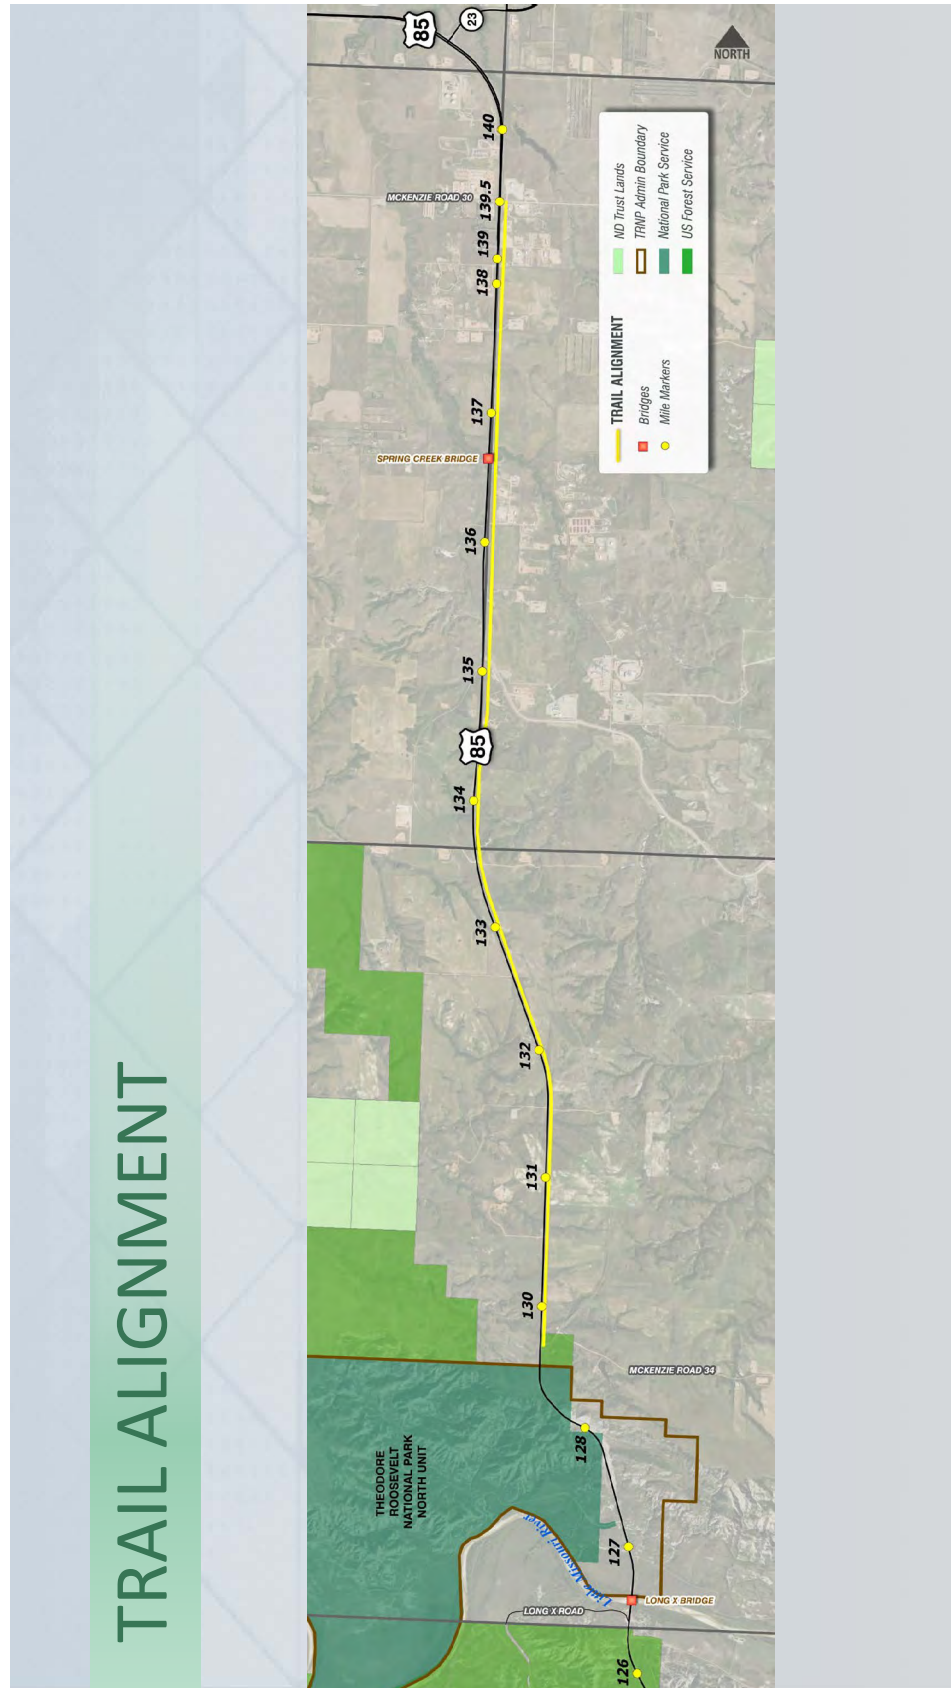 TRAIL ALIGNMENT
85
23
NORTH
140
MCKENZIE ROAD 30
139.5
139
138
137
SPRING CREEK BRIDGE
136
135
85
134
133
132
131
130
MCKENZIE ROAD 34
128
THEODORE
ROOSEVELT
NATIONAL PARK
NORTH UNIT
127
Little Missouri River
LONG X BRIDGE
LONG X ROAD
126
TRAIL ALIGNMENT
Bridges
Mile Markers
ND Trust Lands
TRNP Admin Boundary
National Park Service
US Forest Service